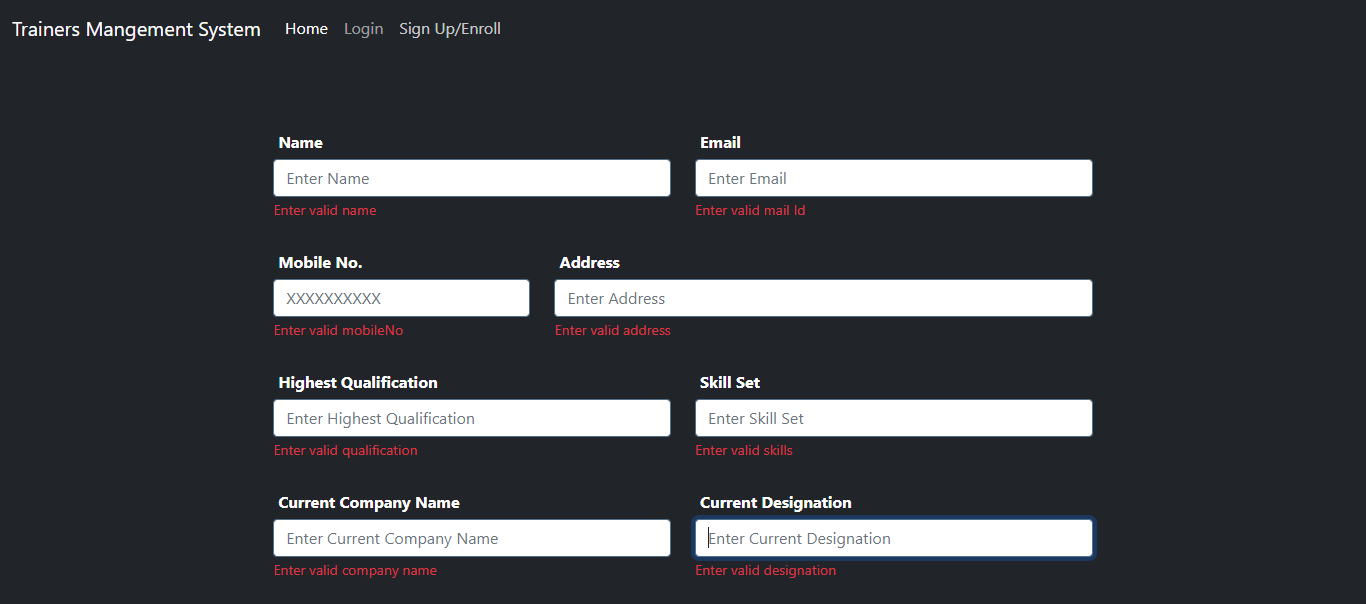 Trainers Mangement System Home Login Sign Up/Enroll
Name Email
Enter Name Enter Email
Enter valid name Enter valid mail Id
Mobile No. Address
XXXXXXXXXX Enter Address
Enter valid mobileNo Enter valid address
Highest Qualification Skill Set
Enter Highest Qualification Enter Skill Set
Enter valid qualification Enter valid skills
Current Company Name Current Designation
Enter Current Company Name Enter Current Designation
Enter valid company name Enter valid designation